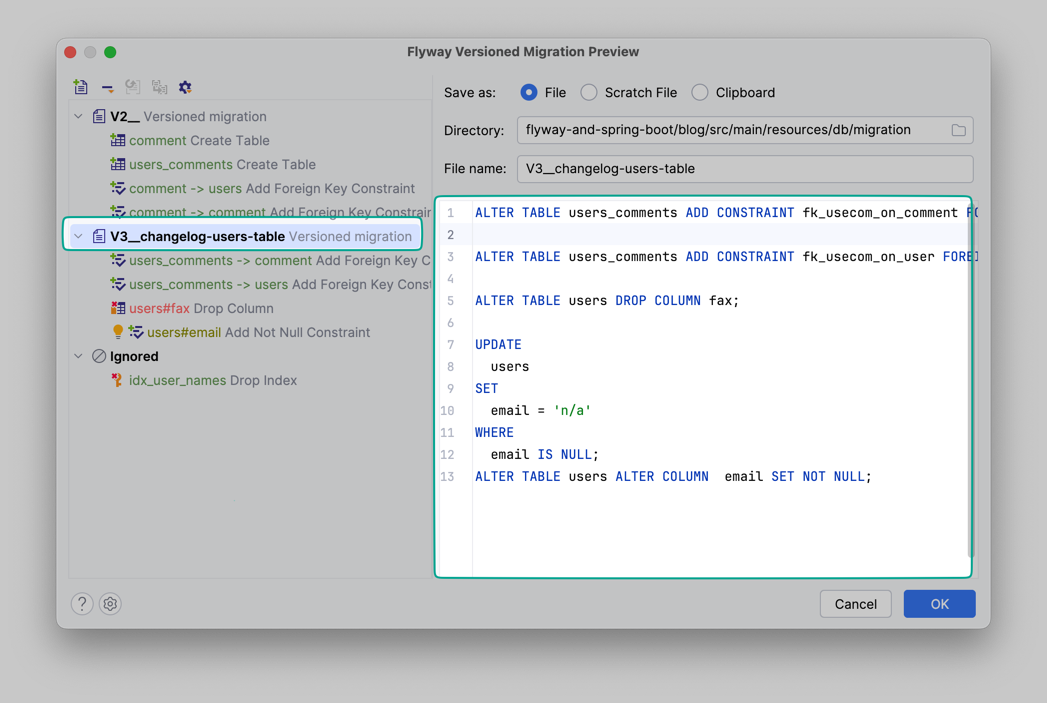 Flyway Versioned Migration Preview
V2__ Versioned migration
comment Create Table
users_comments Create Table
comment -> users Add Foreign Key Constraint
comment -> comment Add Foreign Key Constrain
V3__changelog-users-table Versioned migration
users_comments -> comment Add Foreign Key C
users_comments -> users Add Foreign Key Const
users#fax Drop Column
users#email Add Not Null Constraint
Ignored
idx_user_names Drop Index
Save as: File Scratch File Clipboard
Directory: flyway-and-spring-boot/blog/src/main/resources/db/migration
File name: V3__changelog-users-table
1 ALTER TABLE users_comments ADD CONSTRAINT fk_usecom_on_comment FO
2
3 ALTER TABLE users_comments ADD CONSTRAINT fk_usecom_on_user FOREI
4
5 ALTER TABLE users DROP COLUMN fax;
6
7 UPDATE
8 users
9 SET
10 email = 'n/a'
11 WHERE
12 email IS NULL;
13 ALTER TABLE users ALTER COLUMN  email SET NOT NULL;
? Cancel OK